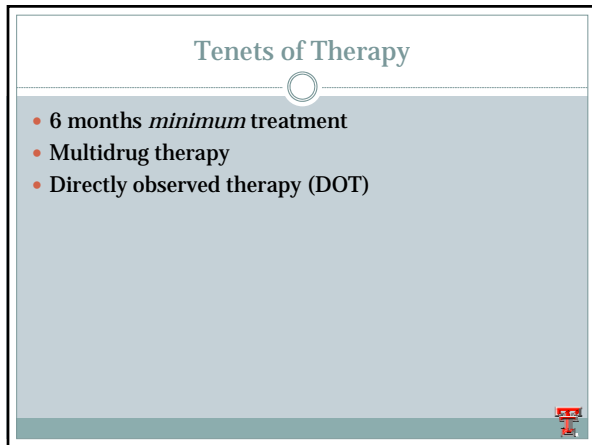 Tenets of Therapy
• 6 months minimum treatment
• Multidrug therapy
• Directly observed therapy (DOT)